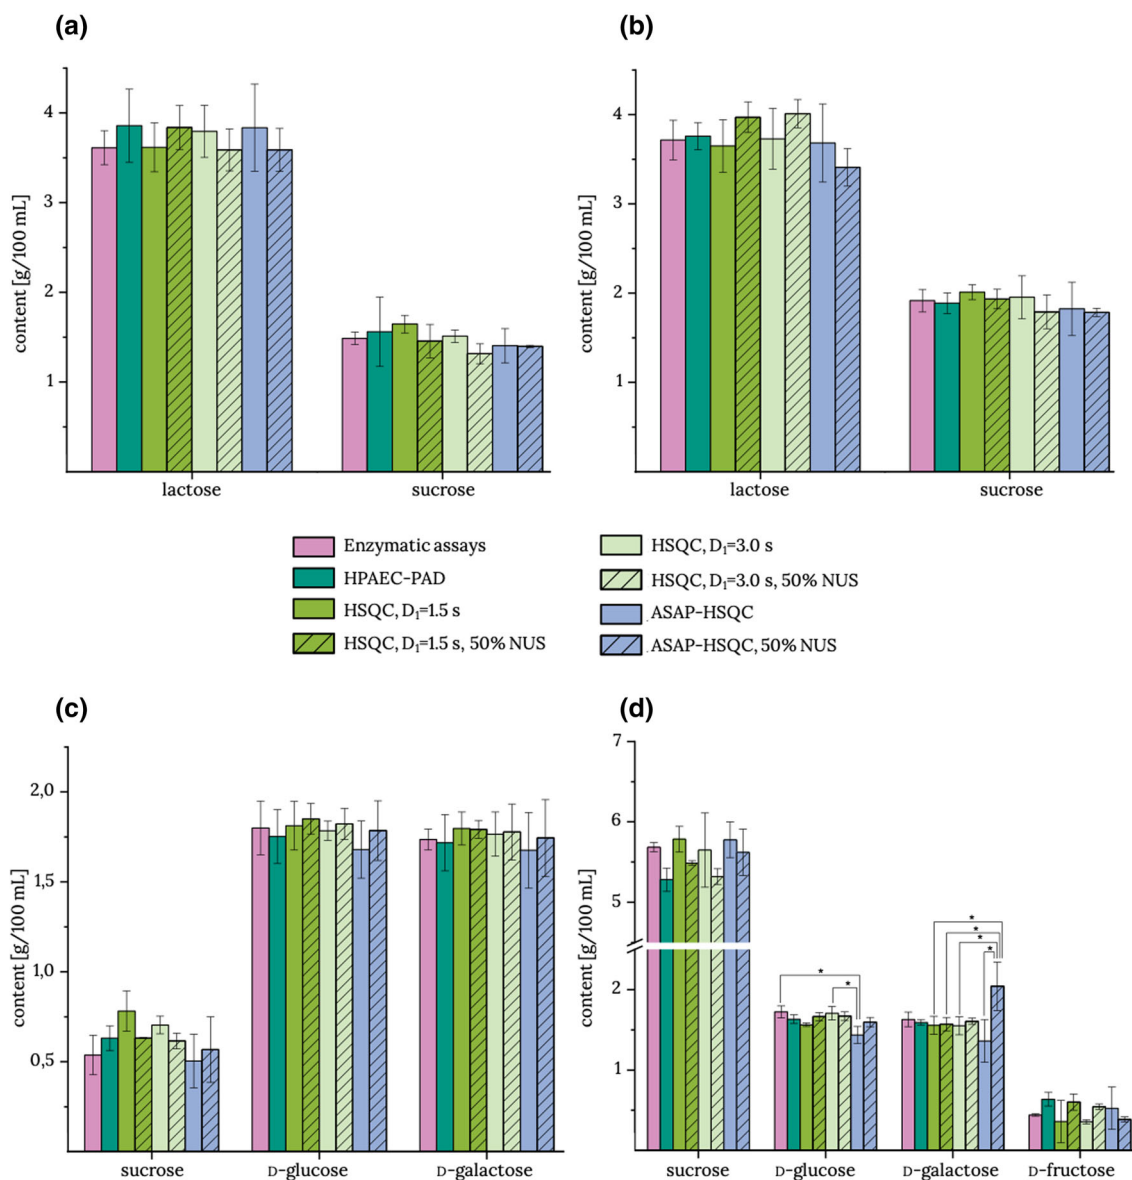 (a)
(b)
content [g/100 mL]
4
3
2
1
lactose
sucrose
content [g/100 mL]
4
3
2
1
lactose
sucrose
Enzymatic assays
HPAEC-PAD
HSQC, D₁=1.5 s
HSQC, D₁=1.5 s, 50% NUS
HSQC, D₁=3.0 s
HSQC, D₁=3.0 s, 50% NUS
ASAP-HSQC
ASAP-HSQC, 50% NUS
(c)
(d)
content [g/100 mL]
2,0
1,5
1,0
0,5
sucrose
D-glucose
D-galactose
content [g/100 mL]
7
6
5
2
1
*
*
*
*
*
*
sucrose
D-glucose
D-galactose
D-fructose